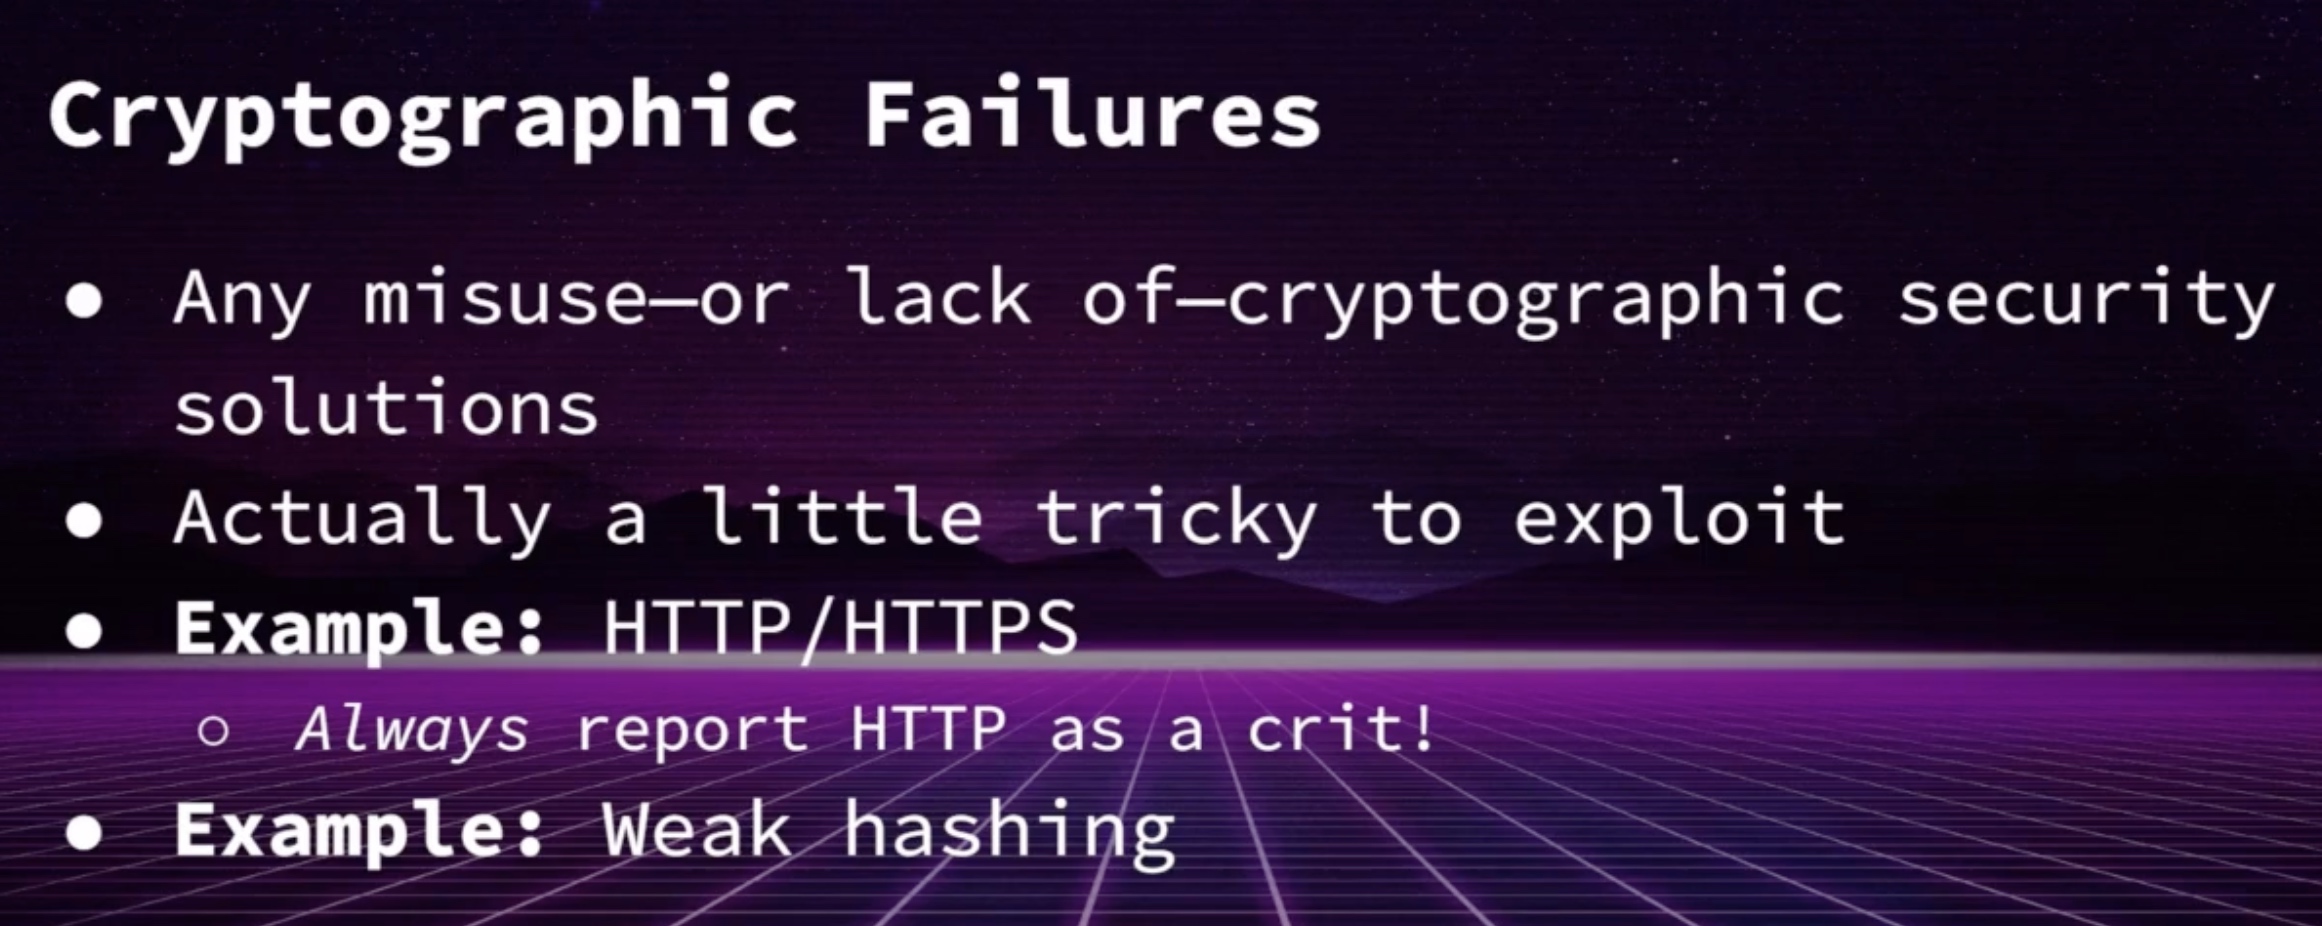 Cryptographic Failures
● Any misuse—or lack of—cryptographic security
solutions
● Actually a little tricky to exploit
● Example: HTTP/HTTPS
○ Always report HTTP as a crit!
● Example: Weak hashing